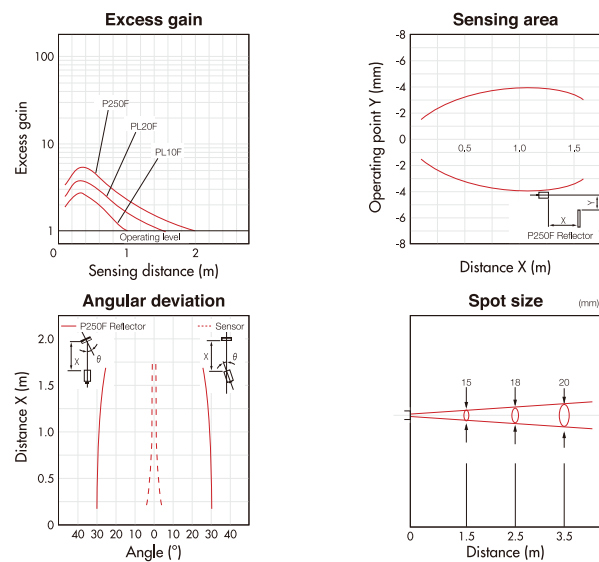 Excess gain
100
10
1
Excess gain
P250F
PL20F
PL10F
Operating level
0 1 2
Sensing distance (m)
Sensing area
-8
-6
-4
-2
0
2
-4
-6
-8
Operating point Y (mm)
0.5 1.0 1.5
Y
X
P250F Reflector
Distance X (m)
Angular deviation
P250F Reflector Sensor
X θ
X θ
2.0
1.5
1.0
0.5
0
Distance X (m)
40 30 20 10 0 10 20 30 40
Angle (°)
Spot size (mm)
15 18 20
0 1.5 2.5 3.5
Distance (m)